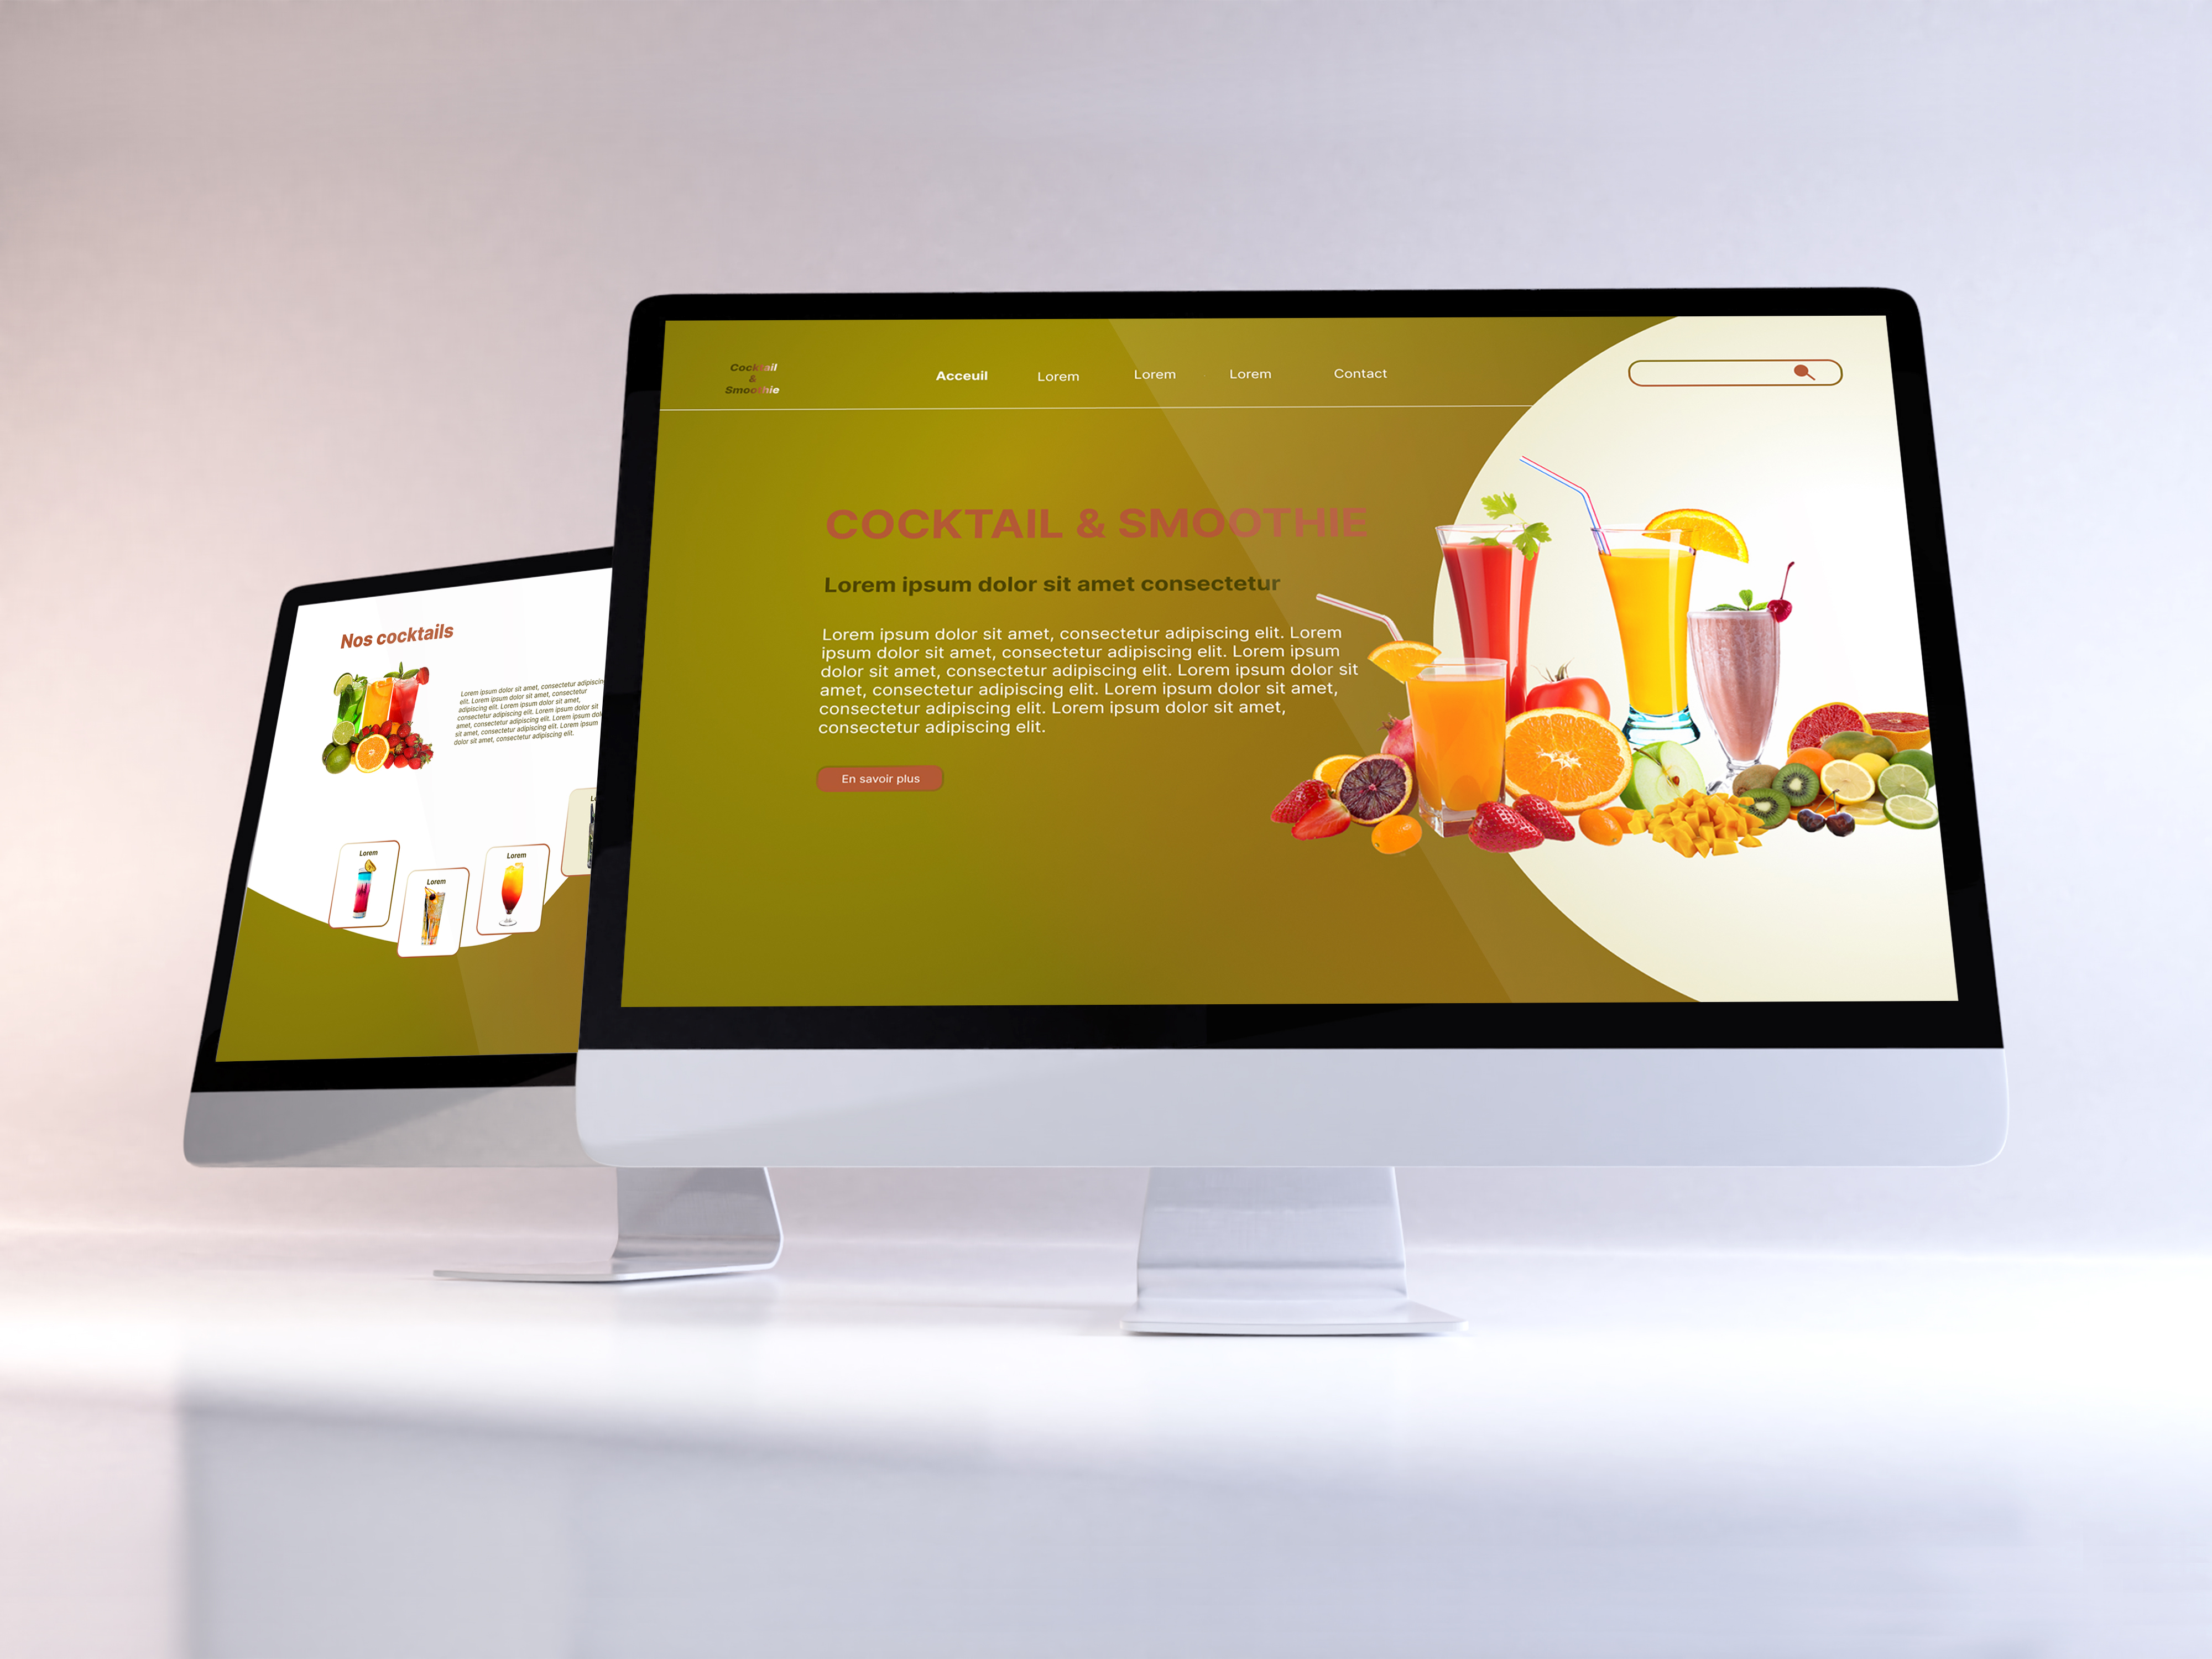 Cocktail
&
Smoothie
Acceuil Lorem Lorem Lorem Contact
COCKTAIL & SMOOTHIE
Lorem ipsum dolor sit amet consectetur
Lorem ipsum dolor sit amet, consectetur adipiscing elit. Lorem
ipsum dolor sit amet, consectetur adipiscing elit. Lorem ipsum
dolor sit amet, consectetur adipiscing elit. Lorem ipsum dolor sit
amet, consectetur adipiscing elit. Lorem ipsum dolor sit amet,
consectetur adipiscing elit. Lorem ipsum dolor sit amet,
consectetur adipiscing elit.
En savoir plus
Nos cocktails
Lorem ipsum dolor sit amet, consectetur adipiscing
elit. Lorem ipsum dolor sit amet, consectetur
adipiscing elit. Lorem ipsum dolor sit amet,
consectetur adipiscing elit. Lorem ipsum dolor sit
amet, consectetur adipiscing elit. Lorem ipsum dolor
sit amet, consectetur adipiscing elit. Lorem ipsum
dolor sit amet, consectetur adipiscing elit.
Lorem
Lorem
Lorem